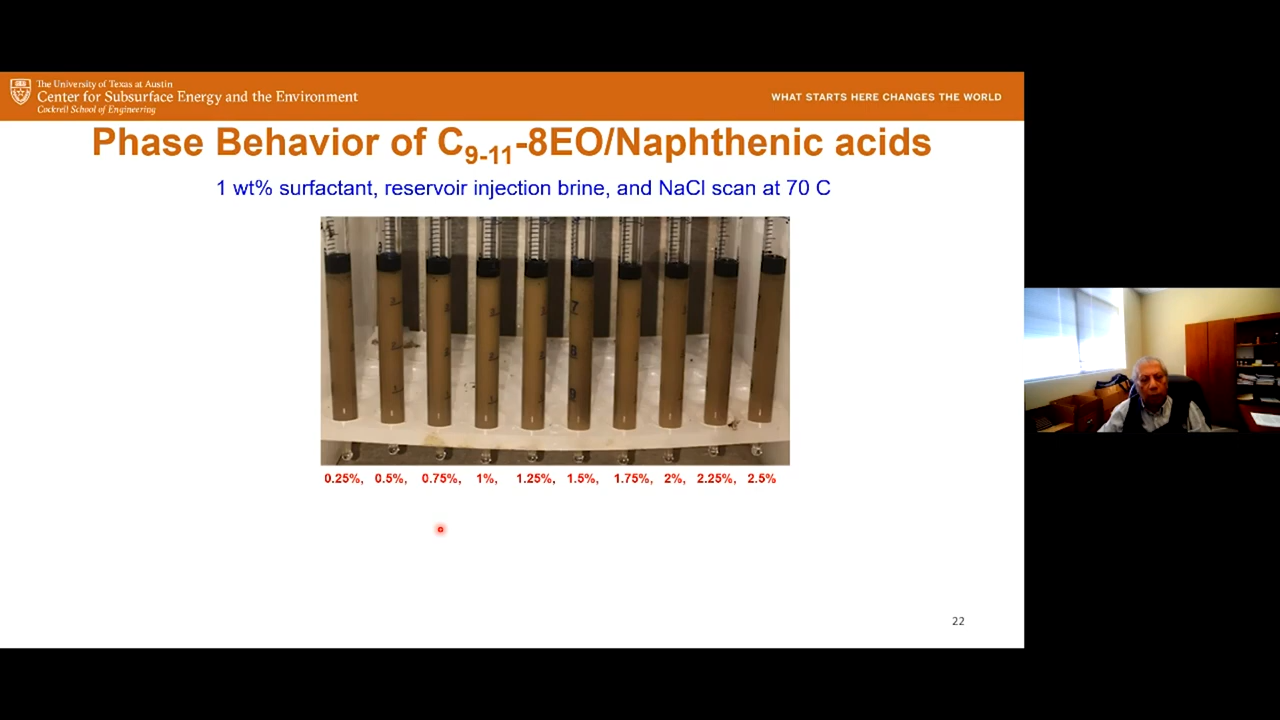 The University of Texas at Austin
Center for Subsurface Energy and the Environment
Cockrell School of Engineering
WHAT STARTS HERE CHANGES THE WORLD
Phase Behavior of C9-11-8EO/Naphthenic acids
1 wt% surfactant, reservoir injection brine, and NaCl scan at 70 C
7
8
9
0.25%, 0.5%, 0.75%, 1%, 1.25%, 1.5%, 1.75%, 2%, 2.25%, 2.5%
22